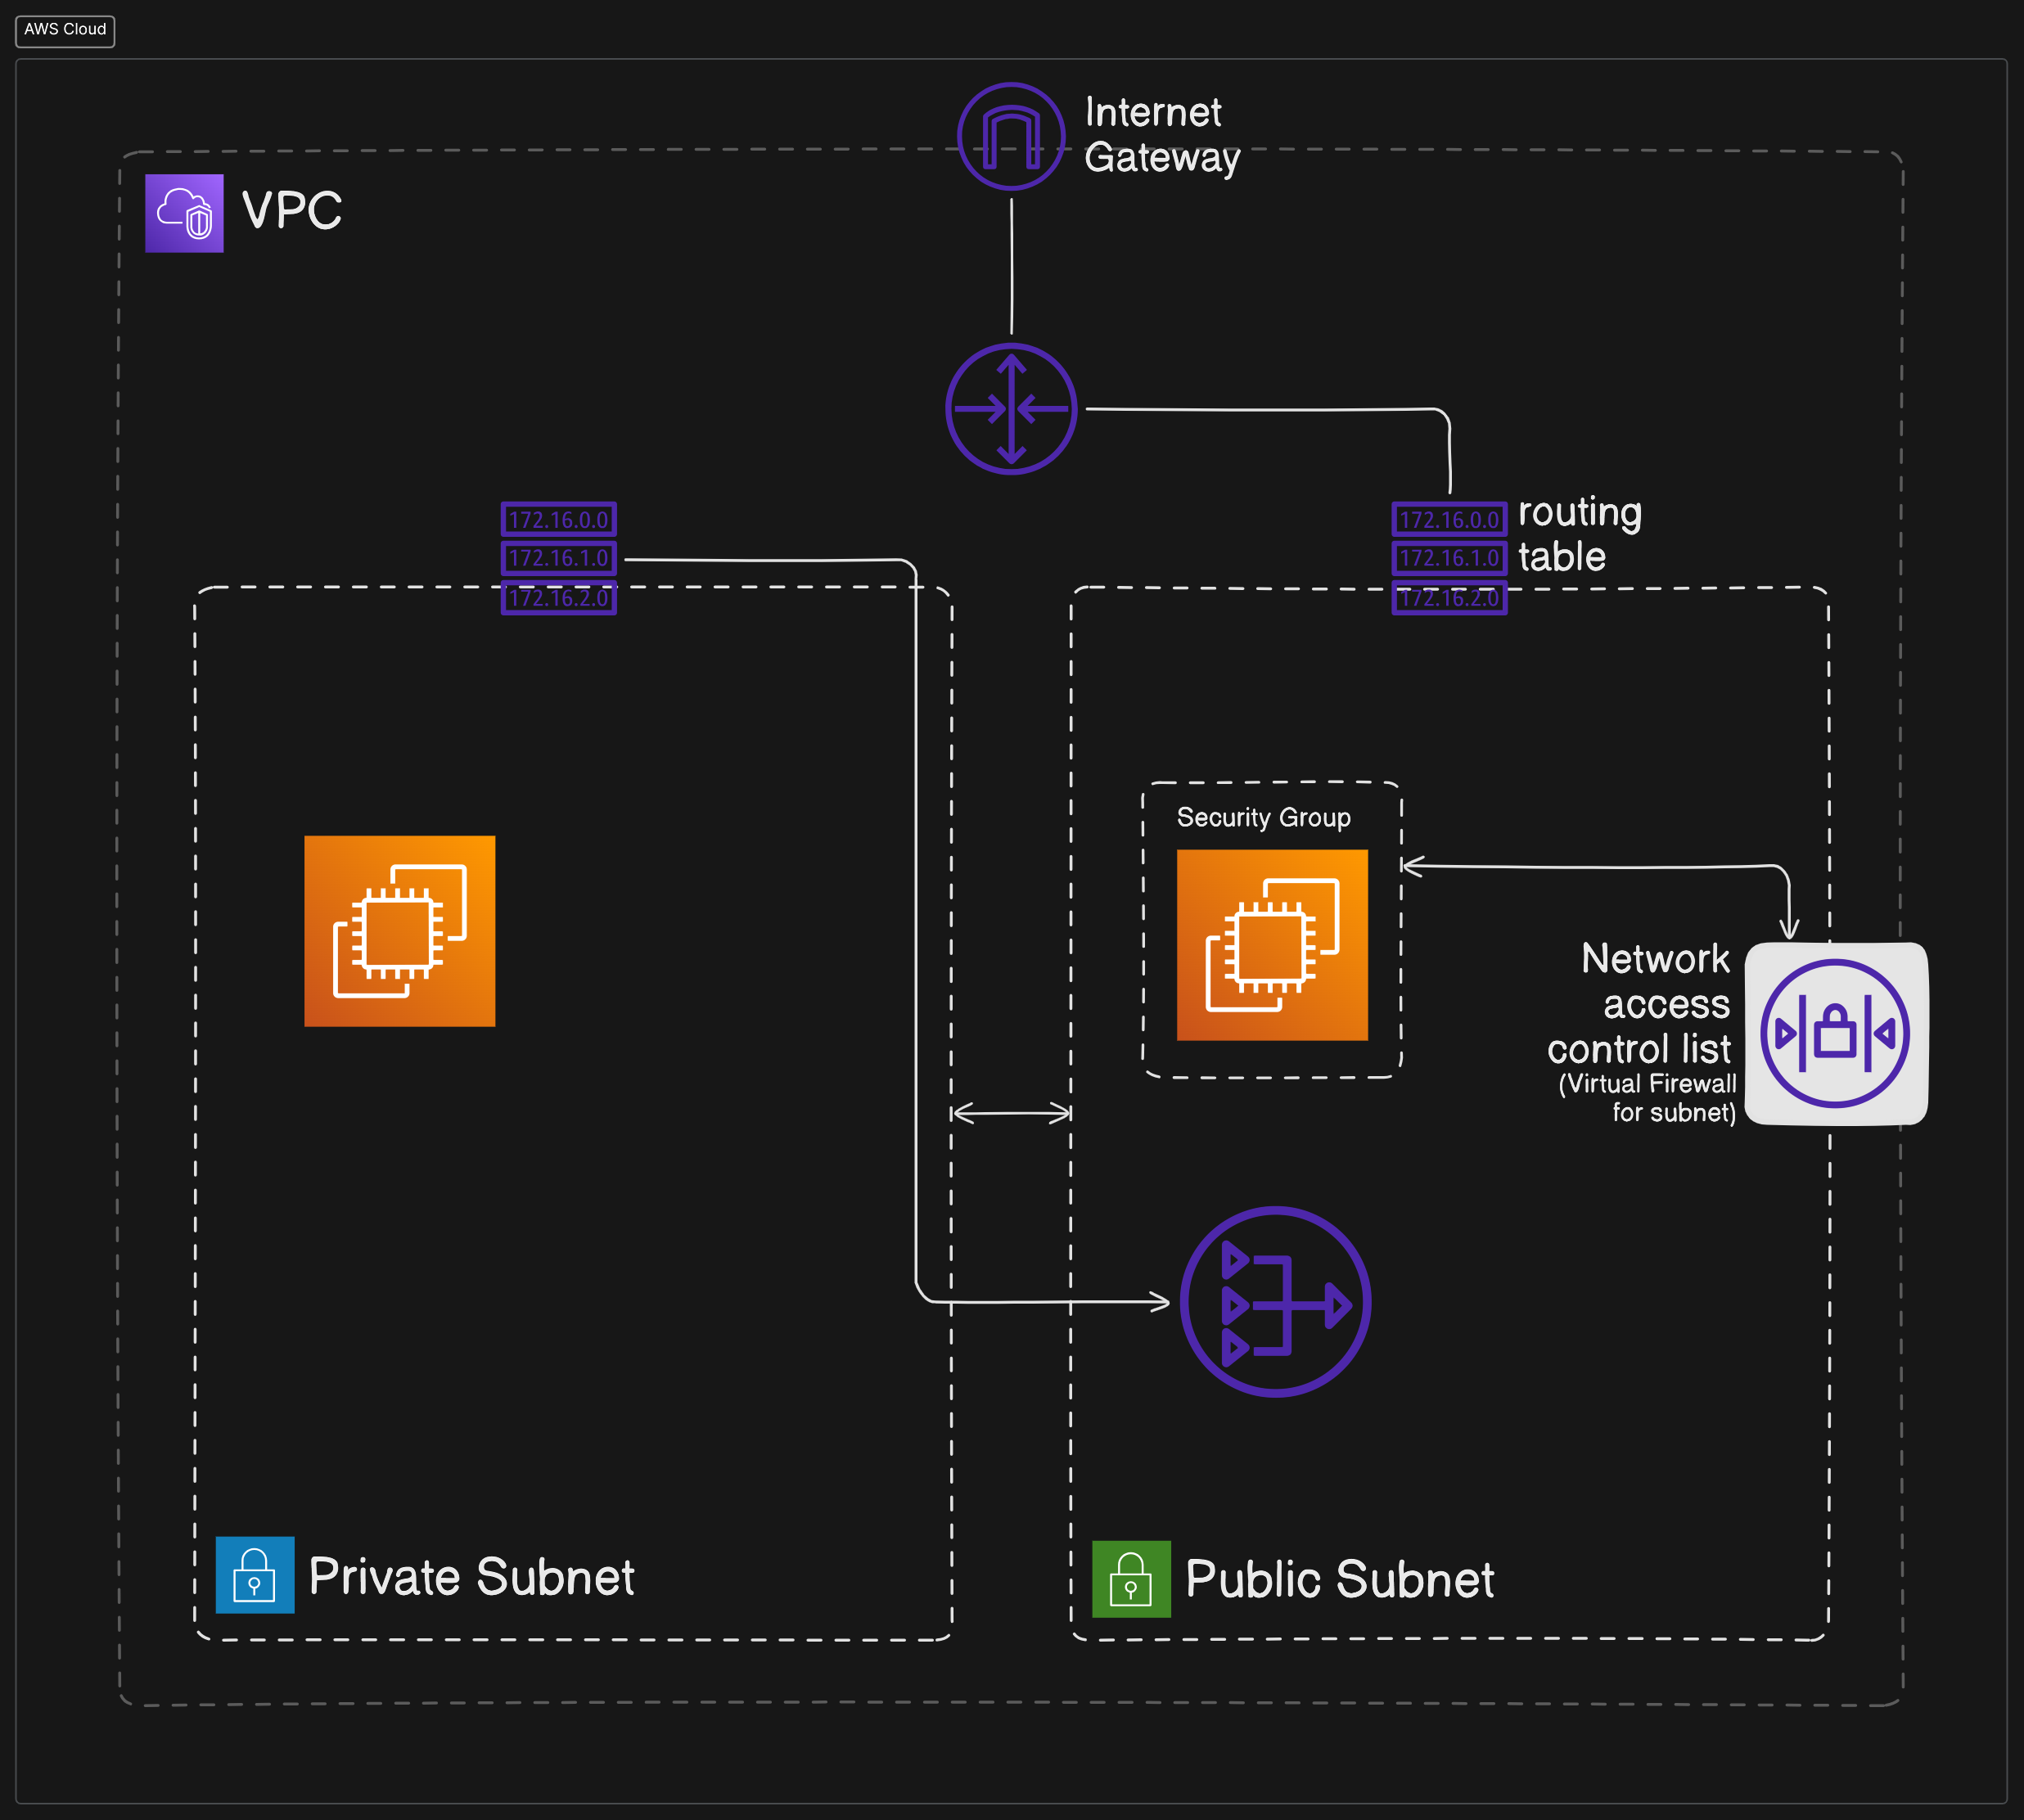 AWS Cloud
Internet
Gateway
VPC
172.16.0.0
172.16.1.0
172.16.2.0
172.16.0.0
172.16.1.0
172.16.2.0
routing
table
Security Group
Network
access
control list
(Virtual Firewall
for subnet)
Private Subnet
Public Subnet